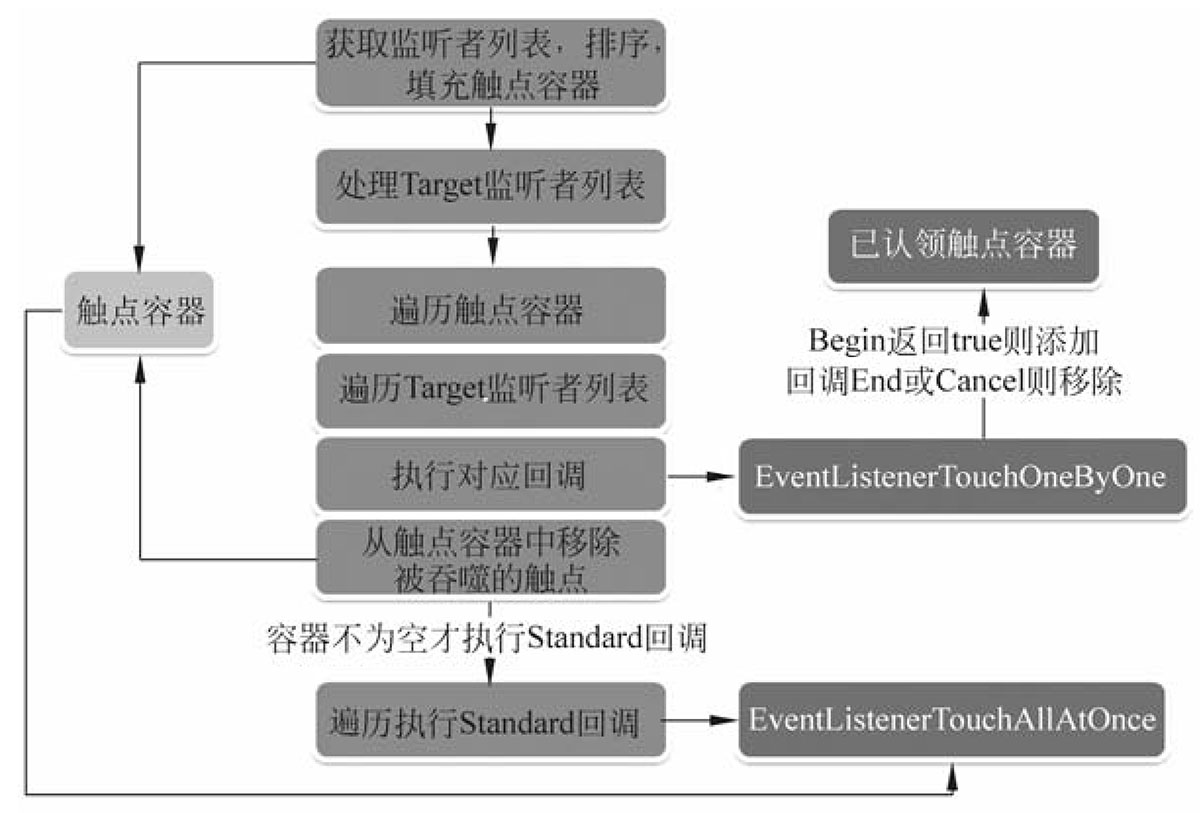 获取监听者列表，排序，
填充触点容器
处理Target监听者列表
已认领触点容器
触点容器
遍历触点容器
Begin返回true则添加
回调End或Cancel则移除
遍历Target监听者列表
执行对应回调
EventListenerTouchOneByOne
从触点容器中移除
被吞噬的触点
容器不为空才执行Standard回调
遍历执行Standard回调
EventListenerTouchAllAtOnce